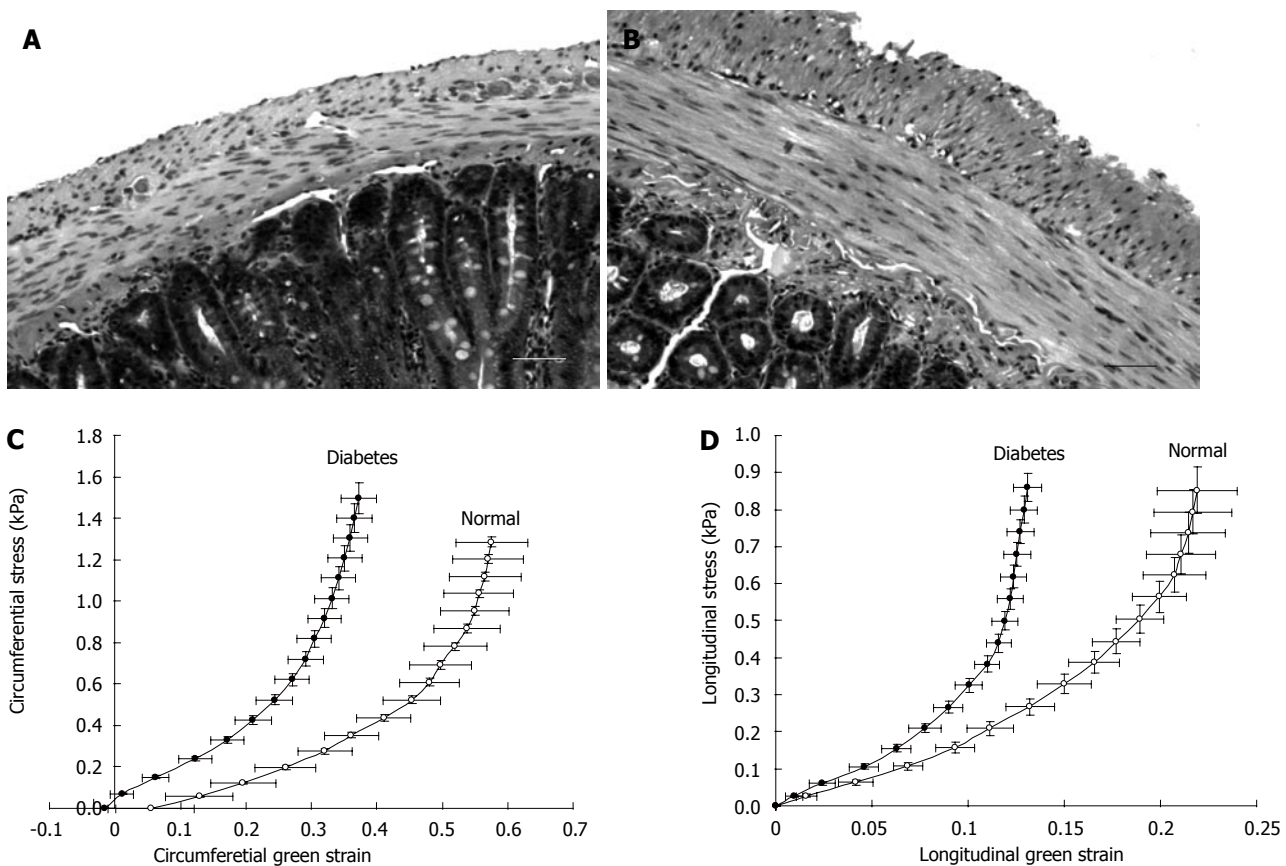 A
B
C
1.8
1.6
1.4
1.2
1.0
0.8
0.6
0.4
0.2
0.0
Circumferential stress (kPa)
Diabetes
Normal
-0.1 0 0.1 0.2 0.3 0.4 0.5 0.6 0.7
Circumferetial green strain
D
1.0
0.9
0.8
0.7
0.6
0.5
0.4
0.3
0.2
0.1
0.0
Longitudinal stress (kPa)
Diabetes
Normal
0 0.05 0.1 0.15 0.2 0.25
Longitudinal green strain